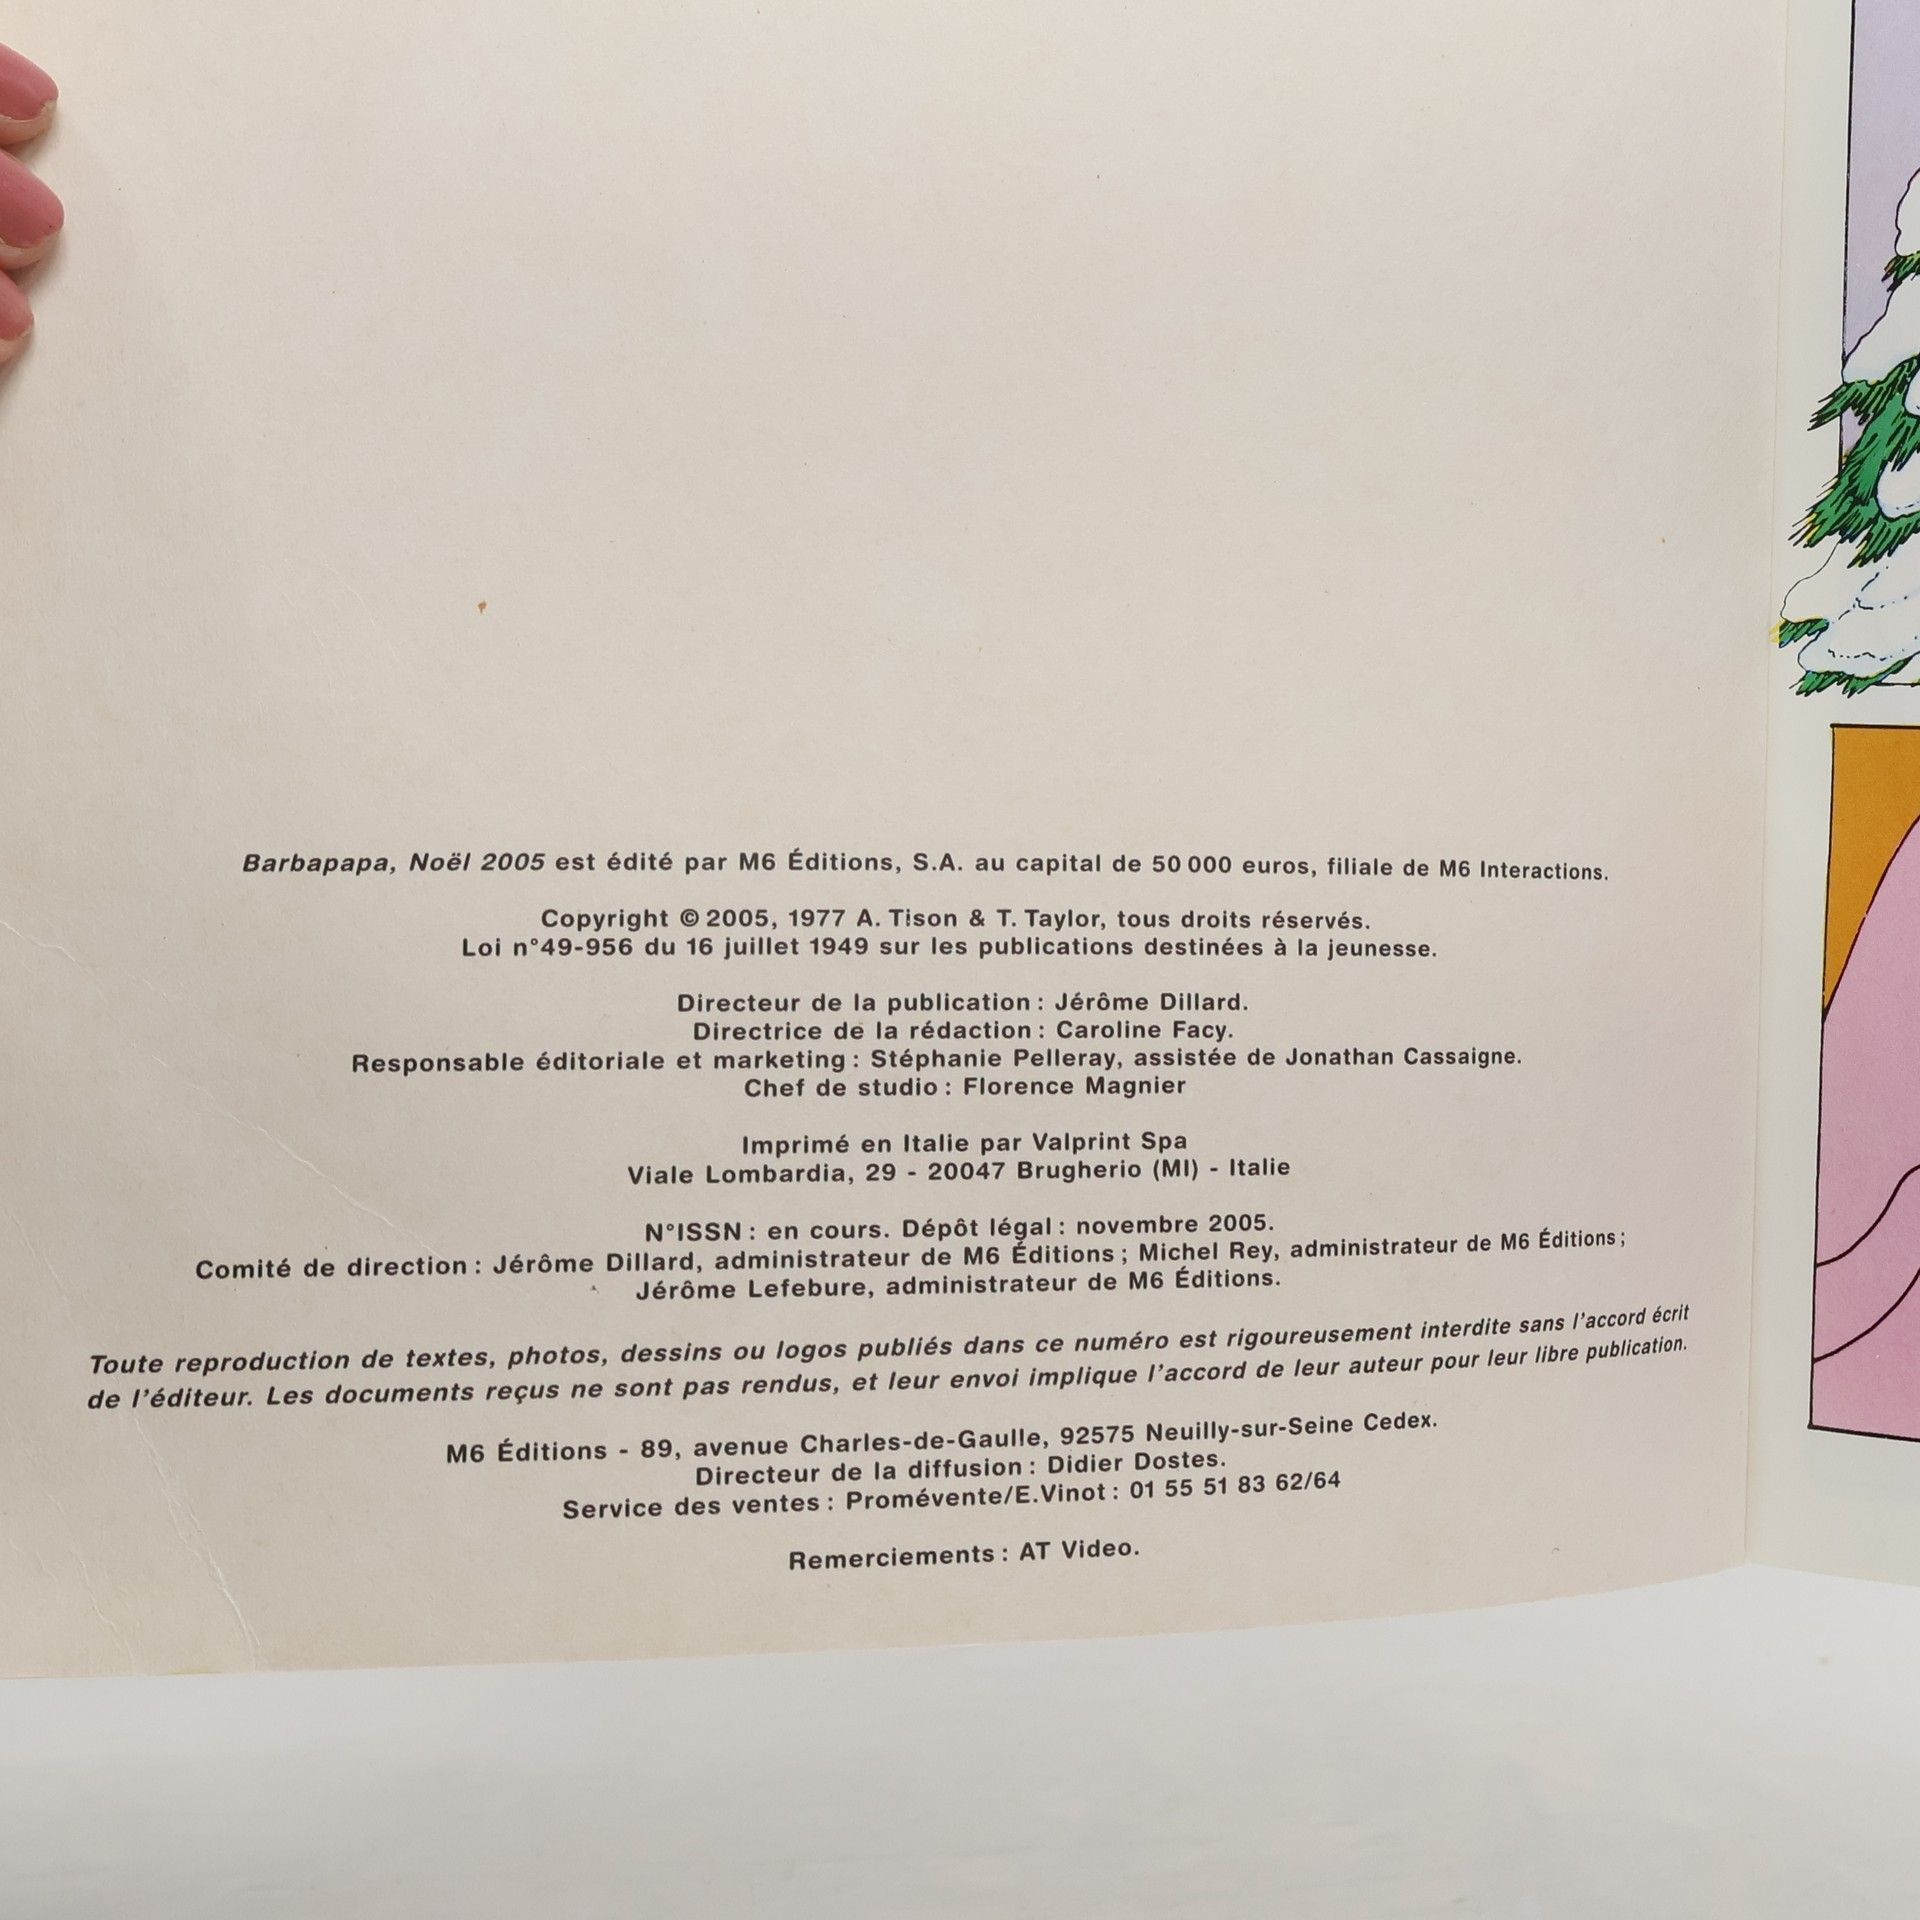 Barbapapa, Noël 2005 est édité par M6 Éditions, S.A. au capital de 50 000 euros, filiale de M6 Interactions.
Copyright © 2005, 1977 A. Tison & T. Taylor, tous droits réservés.
Loi n°49-956 du 16 juillet 1949 sur les publications destinées à la jeunesse.
Directeur de la publication : Jérôme Dillard.
Directrice de la rédaction : Caroline Facy.
Responsable éditoriale et marketing : Stéphanie Pelleray, assistée de Jonathan Cassaigne.
Chef de studio : Florence Magnier
Imprimé en Italie par Valprint Spa
Viale Lombardia, 29 - 20047 Brugherio (MI) - Italie
N°ISSN : en cours. Dépôt légal : novembre 2005.
Comité de direction : Jérôme Dillard, administrateur de M6 Éditions ; Michel Rey, administrateur de M6 Éditions ;
Jérôme Lefebure, administrateur de M6 Éditions.
Toute reproduction de textes, photos, dessins ou logos publiés dans ce numéro est rigoureusement interdite sans l'accord écrit
de l'éditeur. Les documents reçus ne sont pas rendus, et leur envoi implique l'accord de leur auteur pour leur libre publication.
M6 Éditions - 89, avenue Charles-de-Gaulle, 92575 Neuilly-sur-Seine Cedex.
Directeur de la diffusion : Didier Dostes.
Service des ventes : Promévente/E.Vinot : 01 55 51 83 62/64
Remerciements : AT Video.